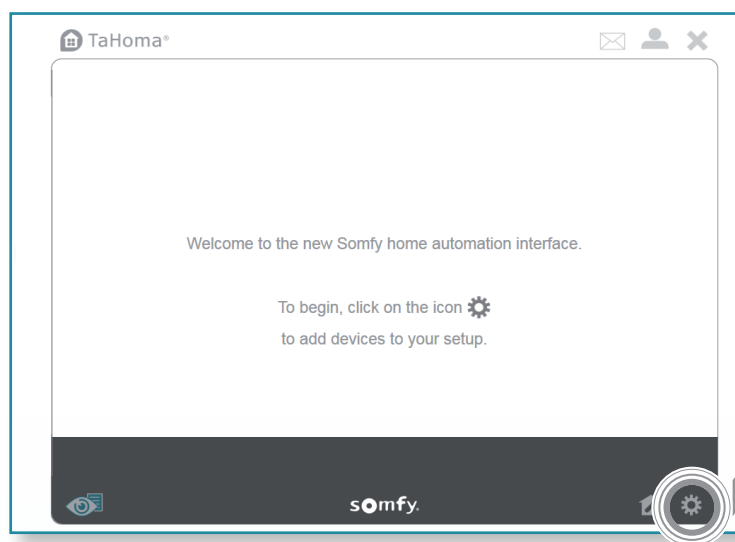 TaHoma®
Welcome to the new Somfy home automation interface.
To begin, click on the icon
to add devices to your setup.
somfy.